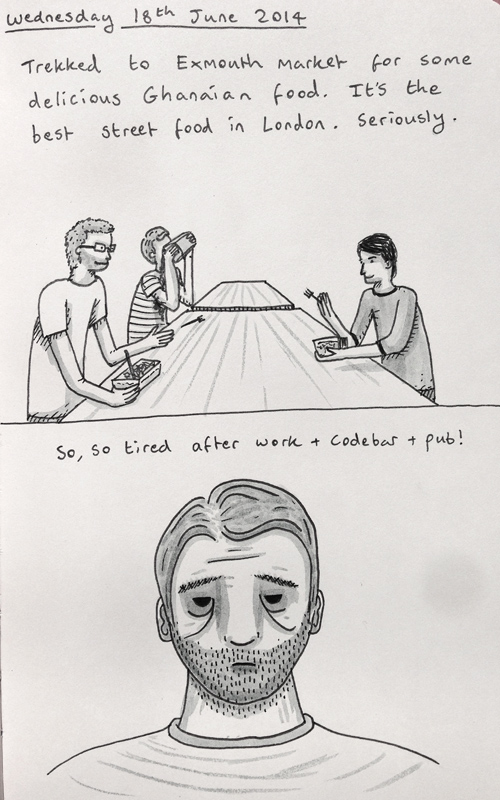 Wednesday 18th June 2014
Trekked to Exmouth Market for some
delicious Ghanaian food. It's the
best street food in London. Seriously.
So, so tired after work + codebar + pub!